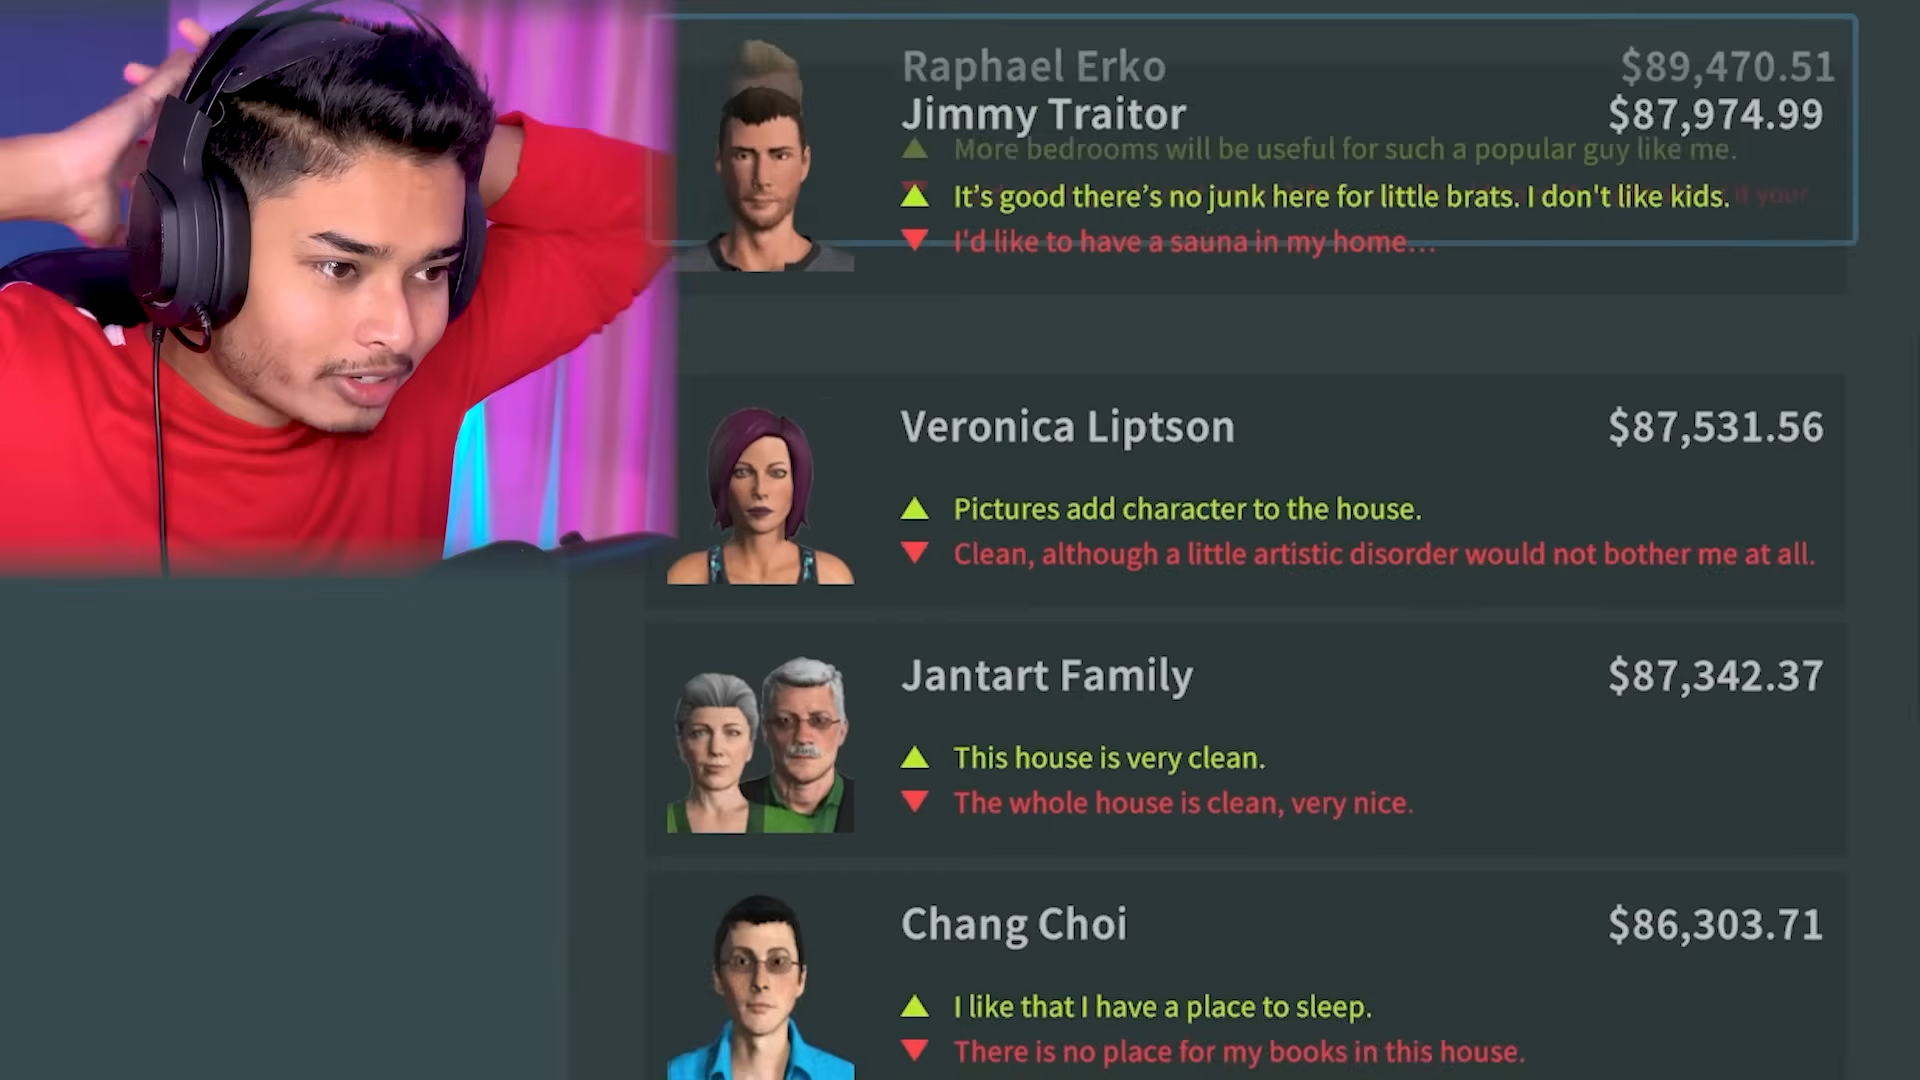 Raphael Erko $89,470.51
Jimmy Traitor $87,974.99
More bedrooms will be useful for such a popular guy like me.
It’s good there’s no junk here for little brats. I don't like kids.
I'd like to have a sauna in my home...
Veronica Liptson $87,531.56
Pictures add character to the house.
Clean, although a little artistic disorder would not bother me at all.
Jantart Family $87,342.37
This house is very clean.
The whole house is clean, very nice.
Chang Choi $86,303.71
I like that I have a place to sleep.
There is no place for my books in this house.